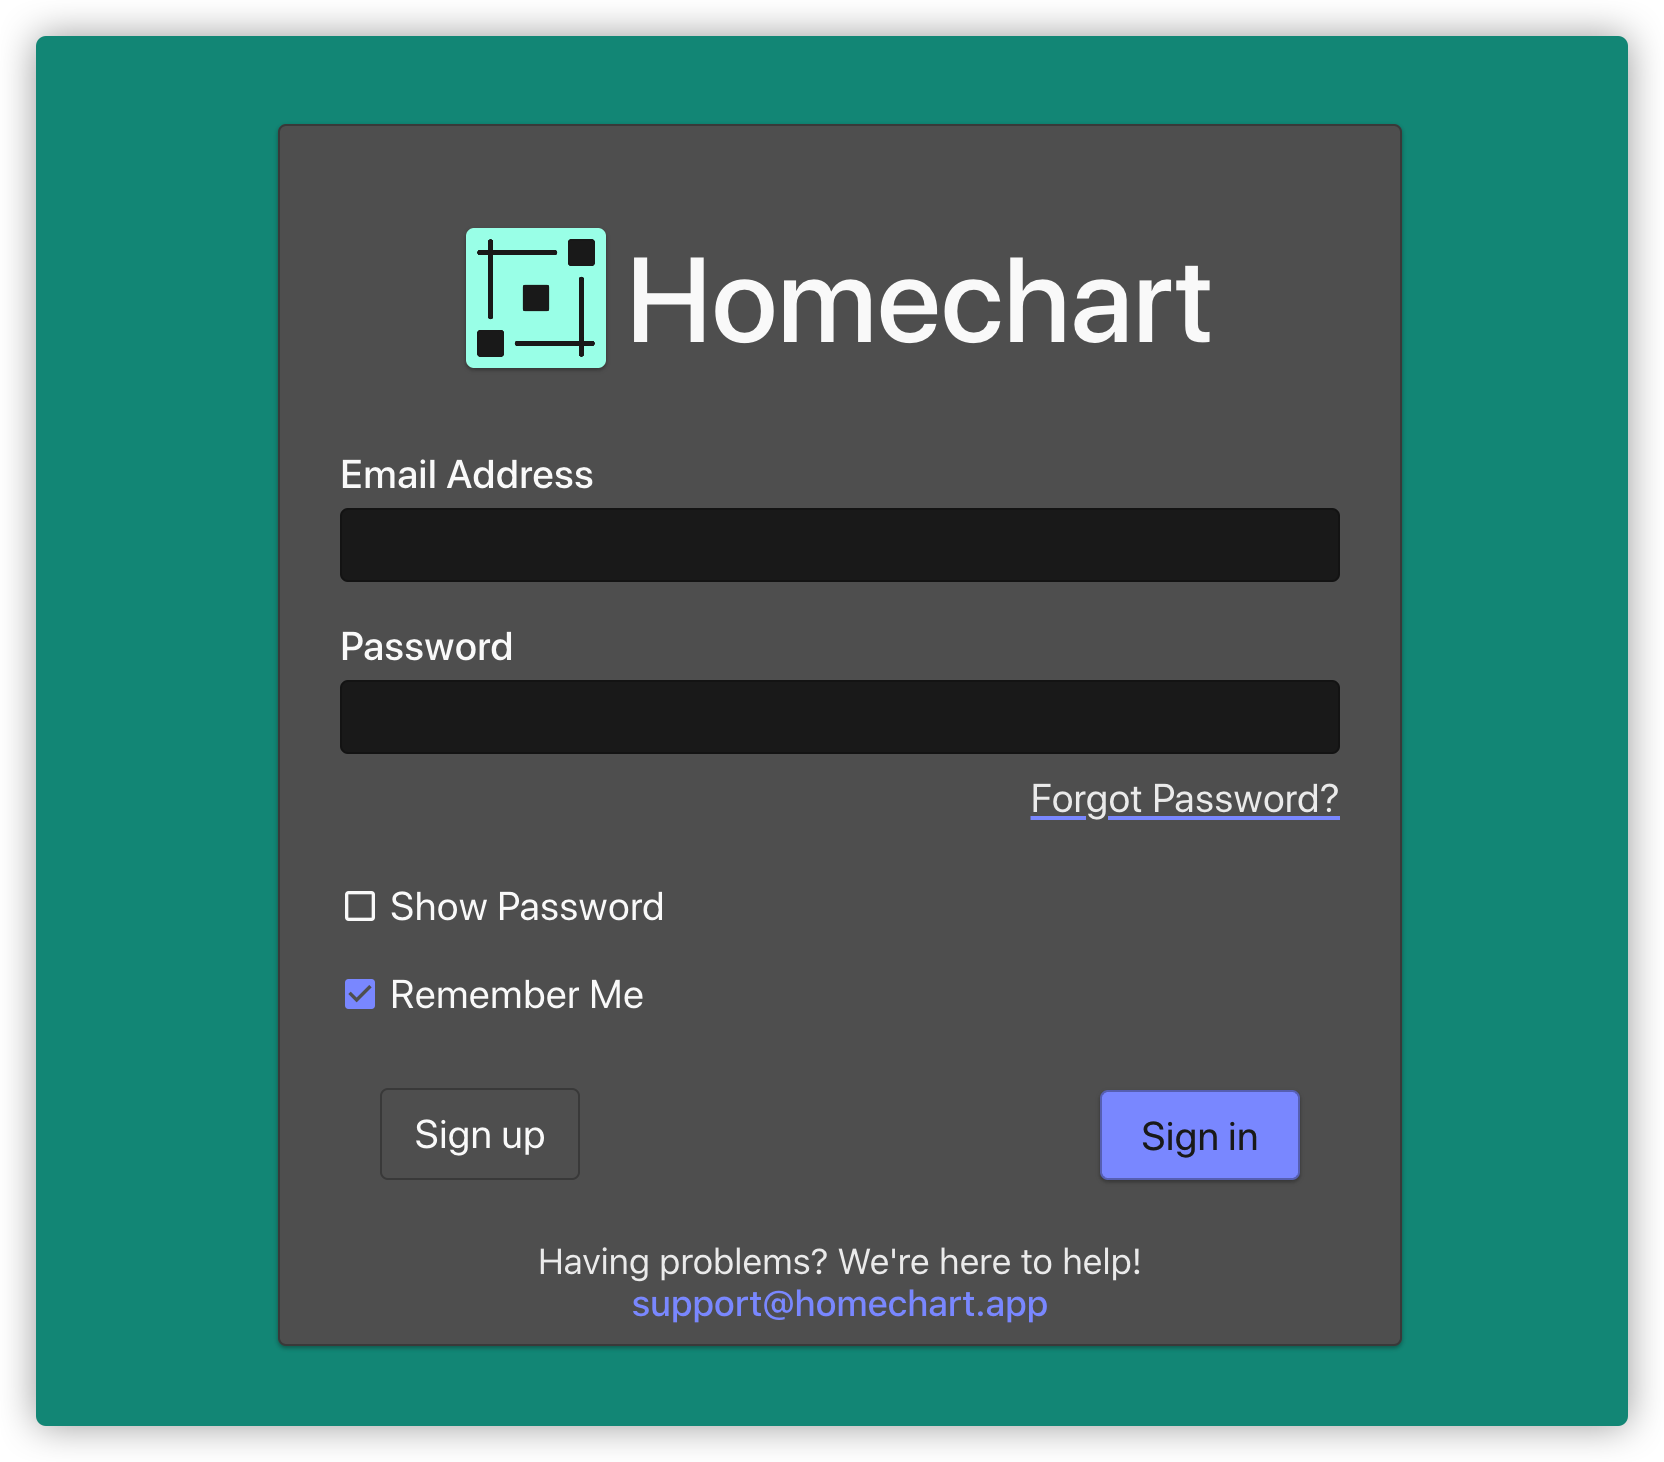 Homechart
Email Address
Password
Forgot Password?
Show Password
Remember Me
Sign up
Sign in
Having problems? We're here to help!
support@homechart.app